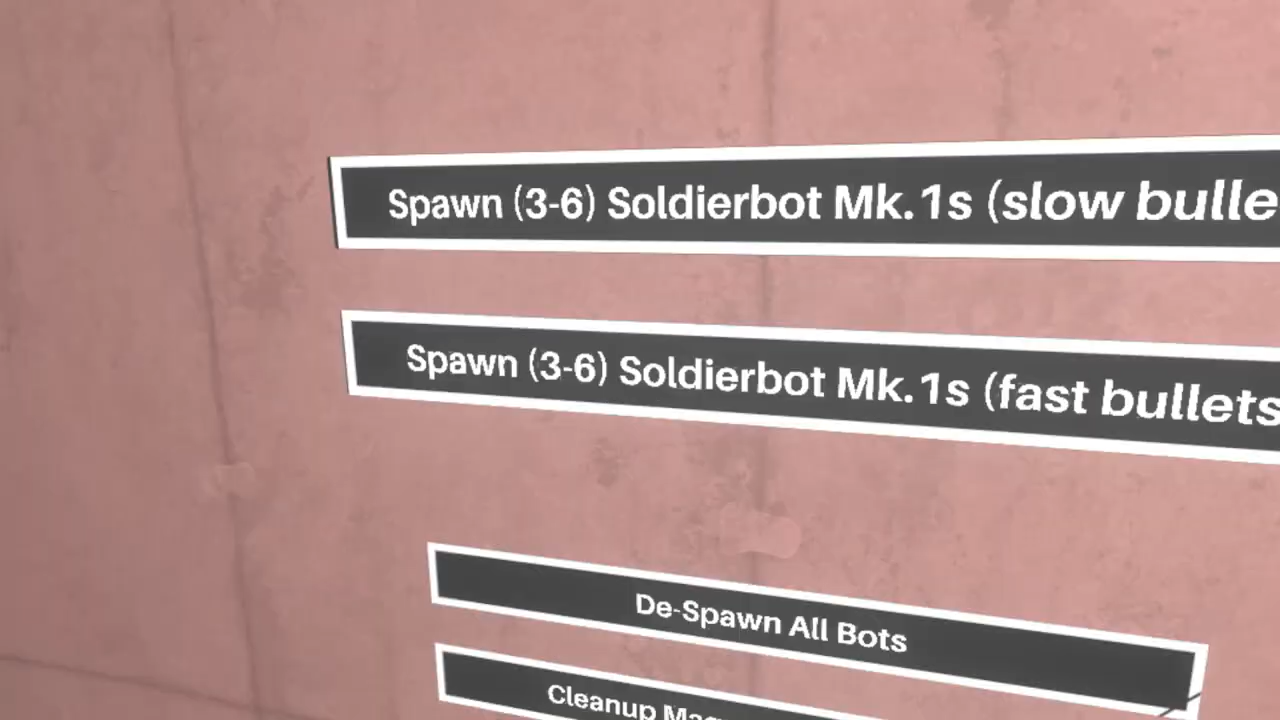 Spawn (3-6) Soldierbot Mk.1s (slow
Spawn (3-6) Soldierbot Mk.1s (fast bullets
De-Spawn All Bots
Cleanup